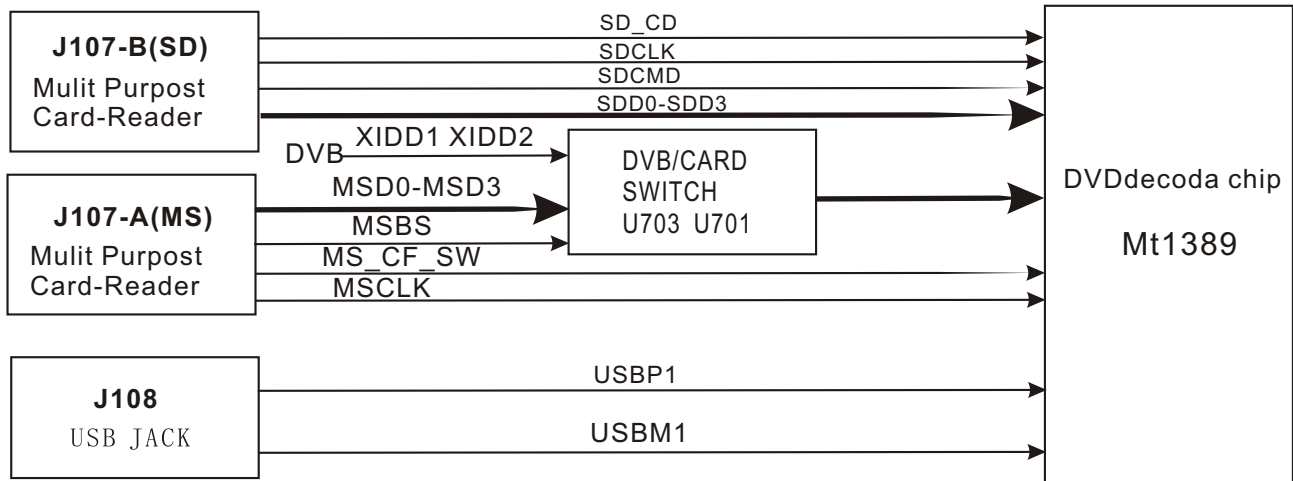 J107-B(SD)
Mulit Purpost
Card-Reader
SD_CD
SDCLK
SDCMD
SDD0-SDD3
DVB
XIDD1 XIDD2
MSD0-MSD3
MSBS
MS_CF_SW
MSCLK
J107-A(MS)
Mulit Purpost
Card-Reader
DVB/CARD
SWITCH
U703 U701
DVDdecoda chip
Mt1389
J108
USB JACK
USBP1
USBM1